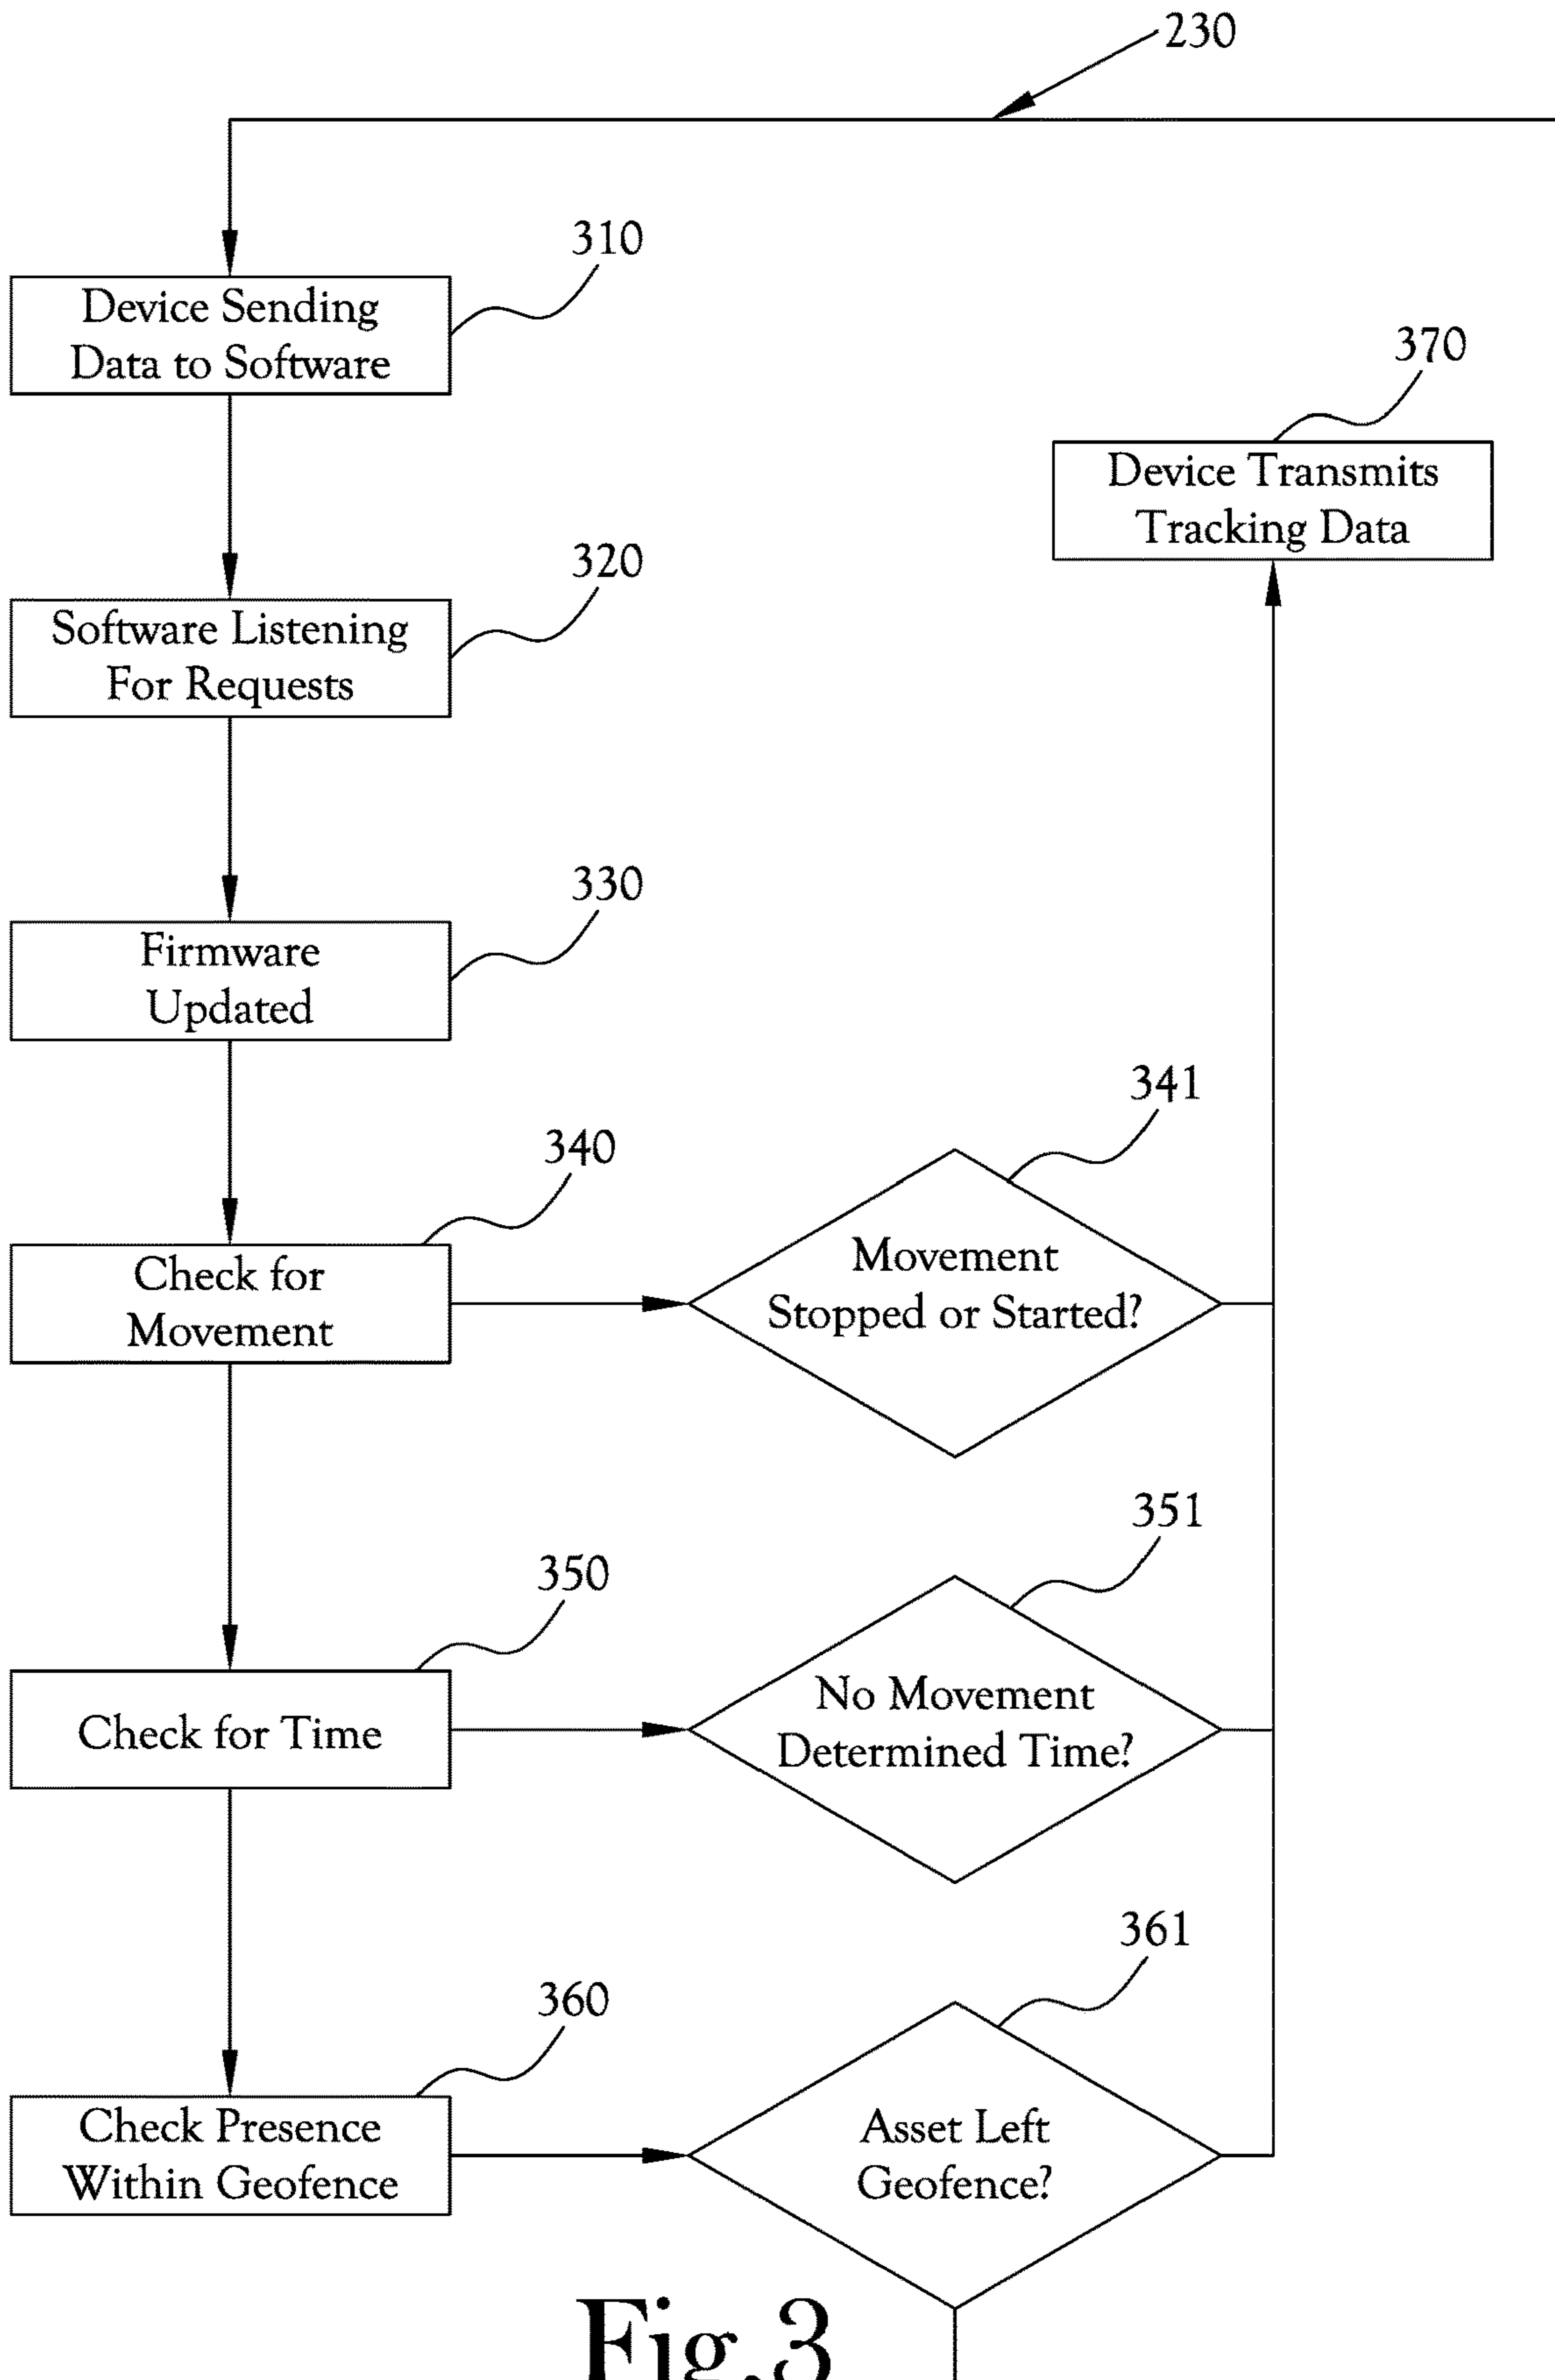 230
310
Device Sending
Data to Software
370
Device Transmits
Tracking Data
320
Software Listening
For Requests
330
Firmware
Updated
341
340
Check for
Movement
Movement
Stopped or Started?
351
350
Check for Time
No Movement
Determined Time?
361
360
Check Presence
Within Geofence
Asset Left
Geofence?
Fig.3